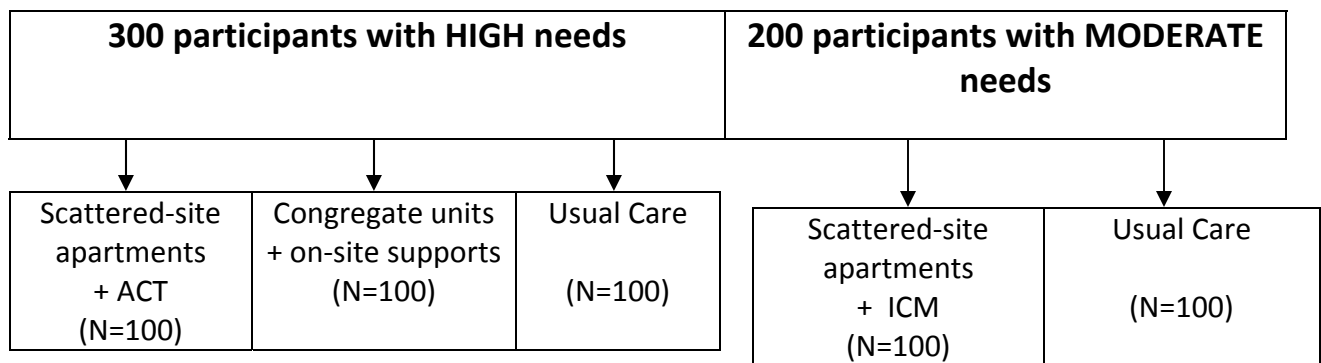 300 participants with HIGH needs
200 participants with MODERATE
needs
Scattered-site
apartments
+ ACT
(N=100)
Congregate units
+ on-site supports
(N=100)
Usual Care
(N=100)
Scattered-site
apartments
+ ICM
(N=100)
Usual Care
(N=100)